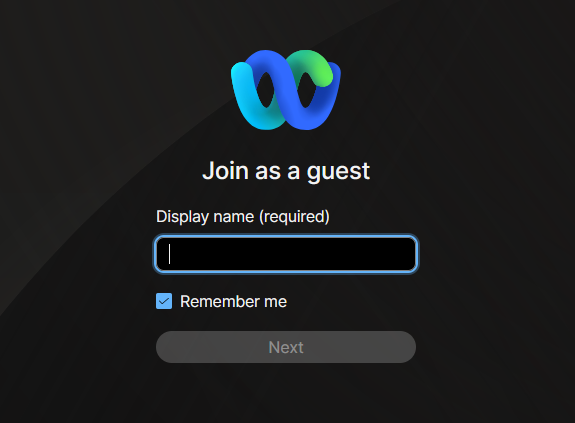 Join as a guest
Display name (required)
Remember me
Next